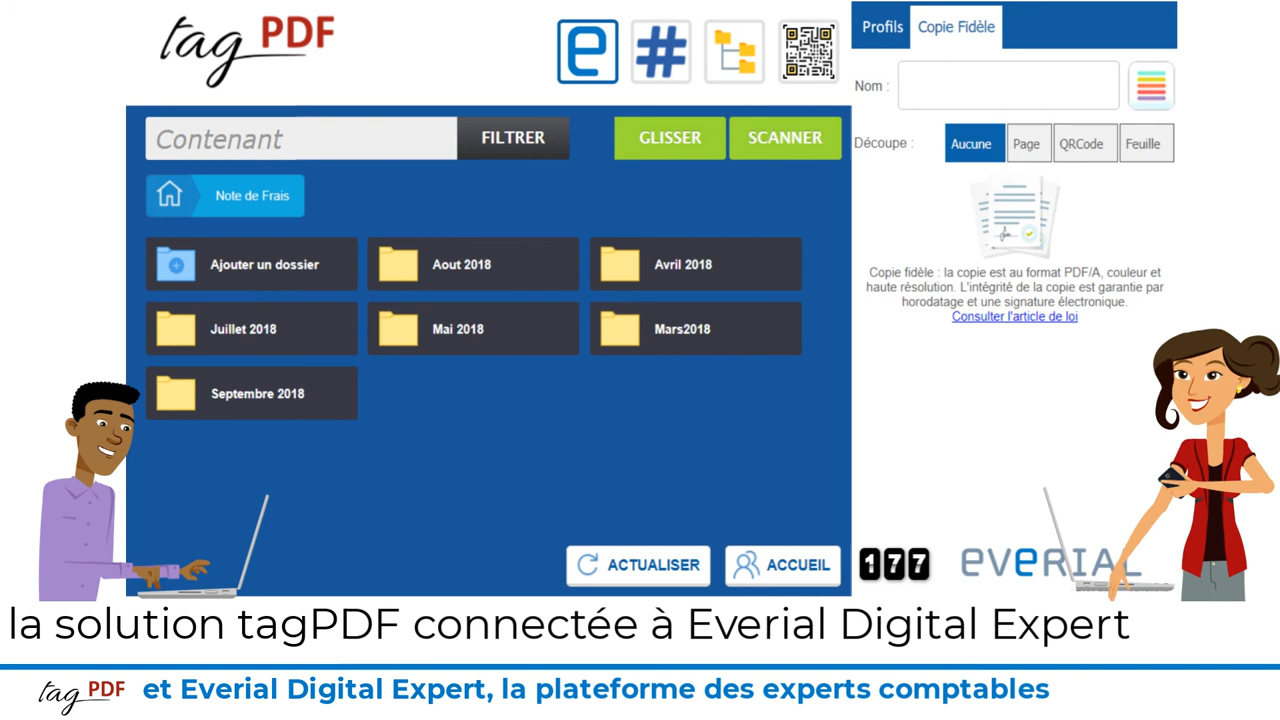 tag PDF
e
#
Profils
Copie Fidèle
Nom :
Contenant
FILTRER
GLISSER
SCANNER
Découpe :
Aucune
Page
QRCode
Feuille
Note de Frais
Ajouter un dossier
Aout 2018
Avril 2018
Copie fidèle : la copie est au format PDF/A, couleur et
haute résolution. L'intégrité de la copie est garantie par
horodatage et une signature électronique.
Consulter l'article de loi
Juillet 2018
Mai 2018
Mars2018
Septembre 2018
ACTUALISER
ACCUEIL
177
everial
la solution tagPDF connectée à Everial Digital Expert
tag PDF et Everial Digital Expert, la plateforme des experts comptables